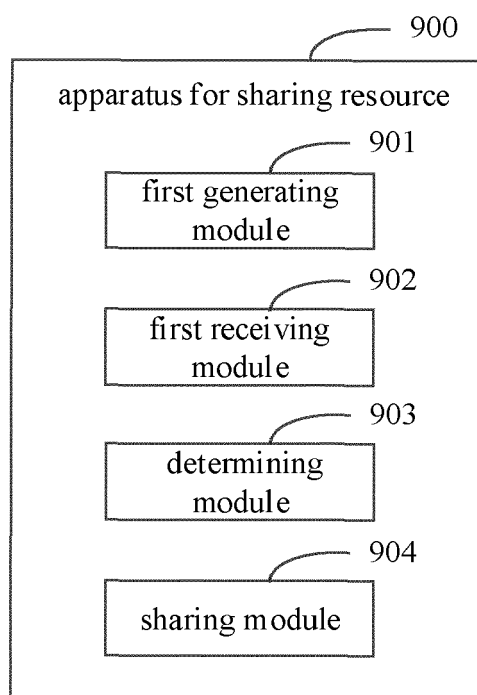 900
apparatus for sharing resource
901
first generating
module
902
first receiving
module
903
determining
module
904
sharing module